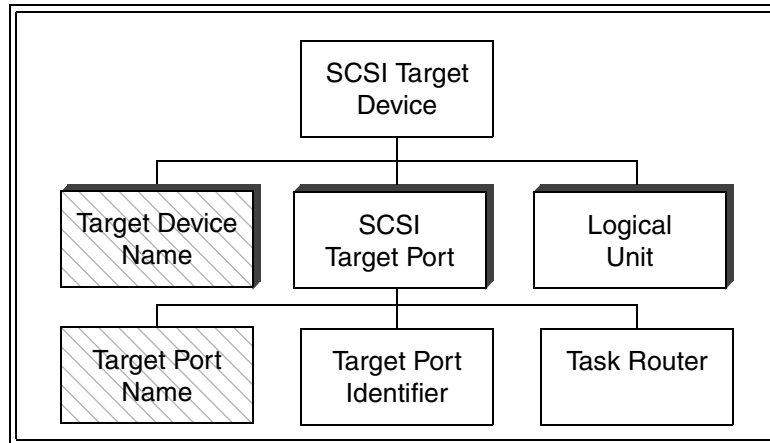 SCSI Target
Device
Target Device
Name
SCSI
Target Port
Logical
Unit
Target Port
Name
Target Port
Identifier
Task Router